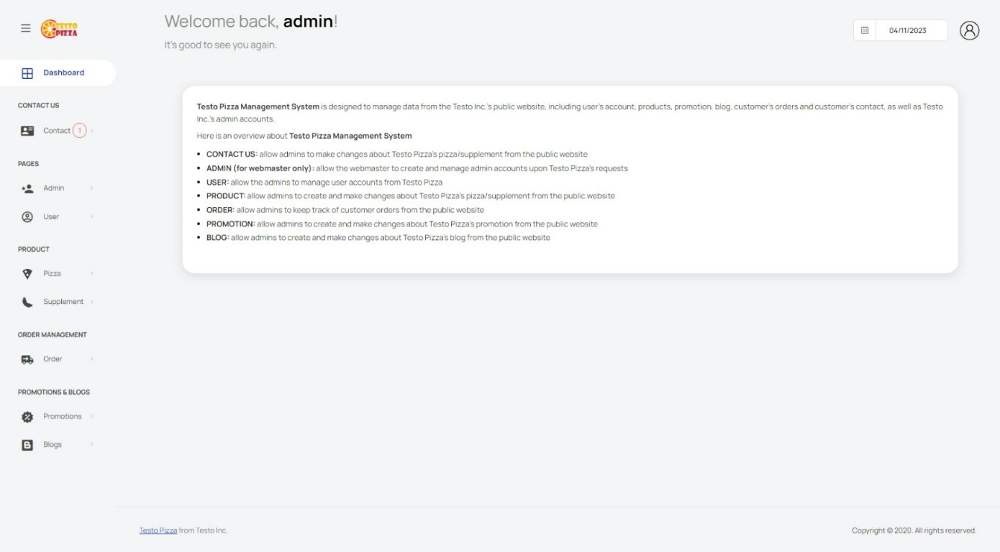 TESTO
PIZZA
Welcome back, admin!
It's good to see you again.
04/11/2023
Dashboard
CONTACT US
Contact 1
PAGES
Admin
User
PRODUCT
Pizza
Supplement
ORDER MANAGEMENT
Order
PROMOTIONS & BLOGS
Promotions
Blogs
Testo Pizza Management System is designed to manage data from the Testo Inc.'s public website, including user's account, products, promotion, blog, customer's orders and customer's contact, as well as Testo
Inc.'s admin accounts.
Here is an overview about Testo Pizza Management System
• CONTACT US: allow admins to make changes about Testo Pizza's pizza/supplement from the public website
• ADMIN (for webmaster only): allow the webmaster to create and manage admin accounts upon Testo Pizza's requests
• USER: allow the admins to manage user accounts from Testo Pizza
• PRODUCT: allow admins to create and make changes about Testo Pizza's pizza/supplement from the public website
• ORDER: allow admins to keep track of customer orders from the public website
• PROMOTION: allow admins to create and make changes about Testo Pizza's promotion from the public website
• BLOG: allow admins to create and make changes about Testo Pizza's blog from the public website
Testo Pizza from Testo Inc.
Copyright © 2020. All rights reserved.